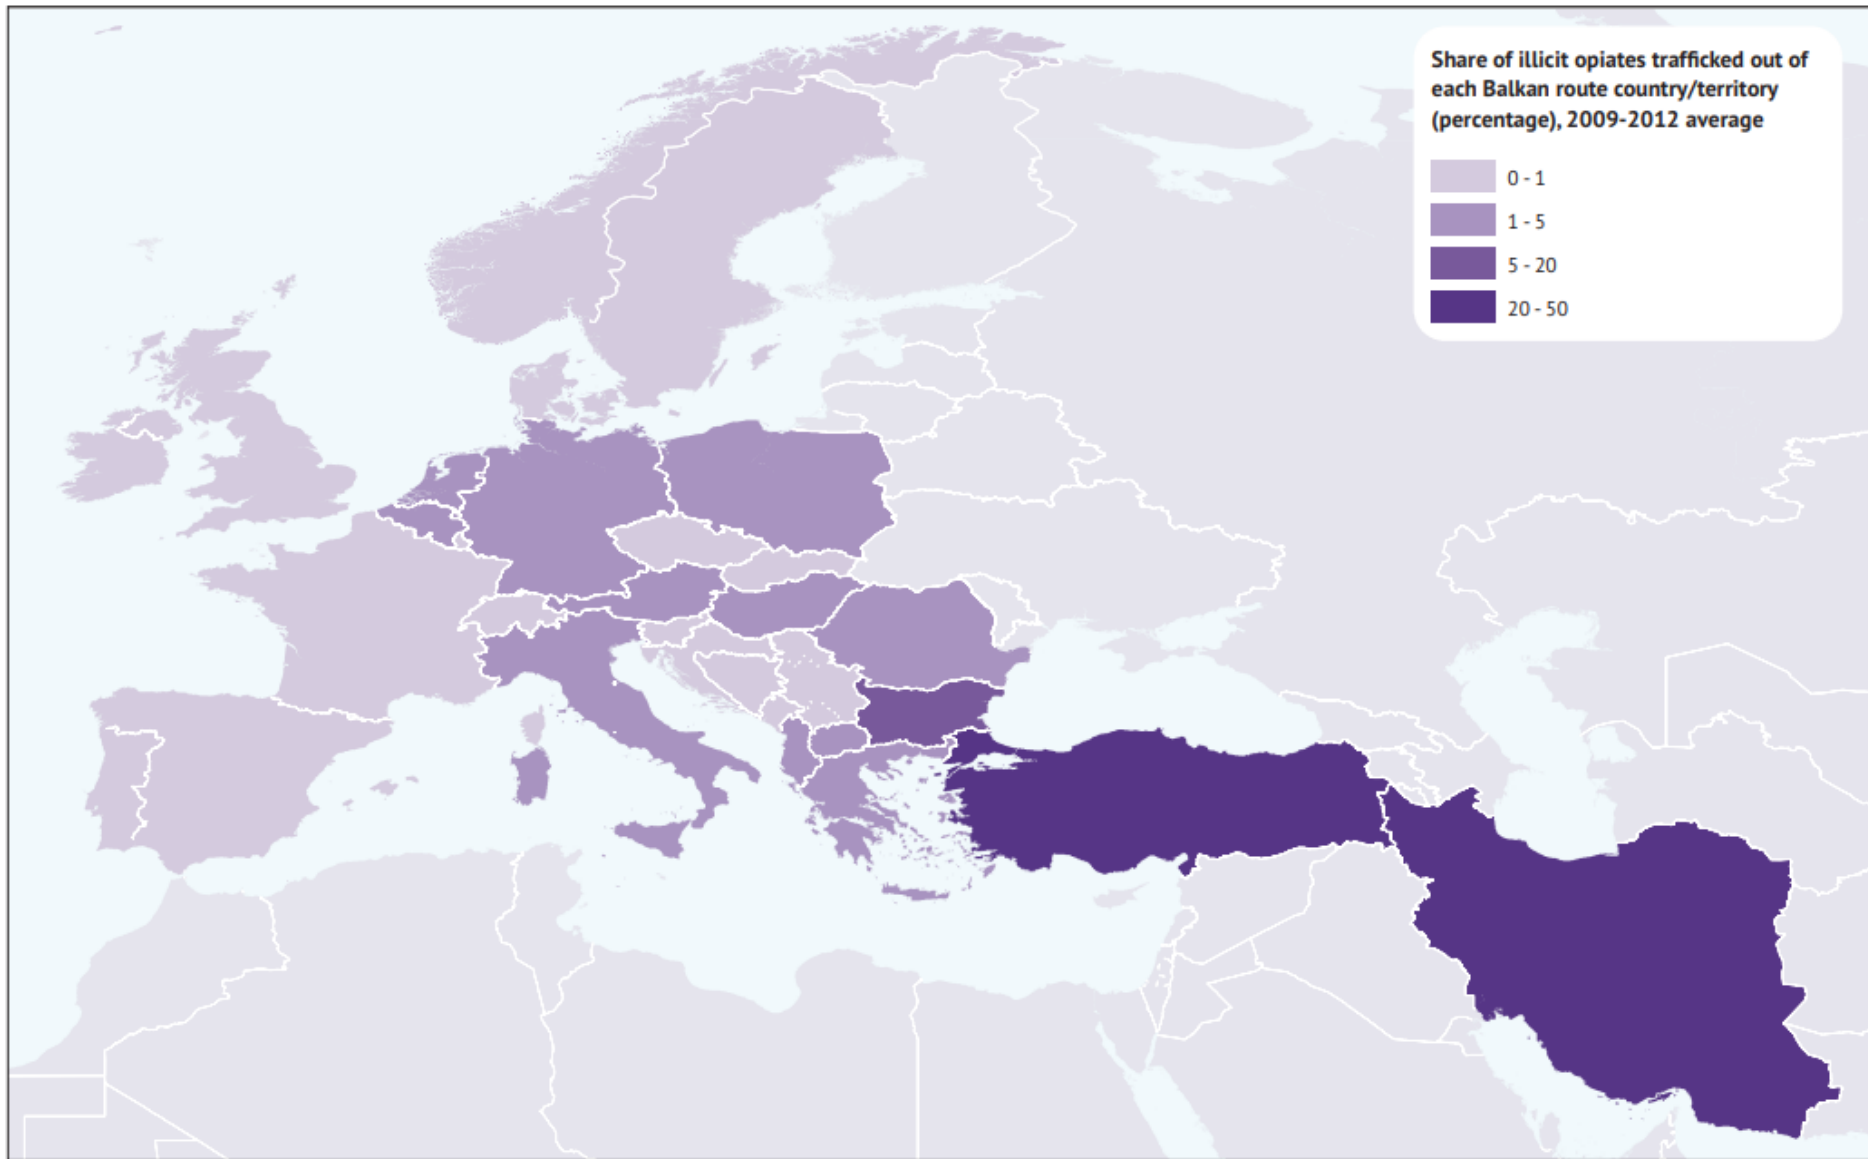 Share of illicit opiates trafficked out of
each Balkan route country/territory
(percentage), 2009-2012 average
0 - 1
1 - 5
5 - 20
20 - 50